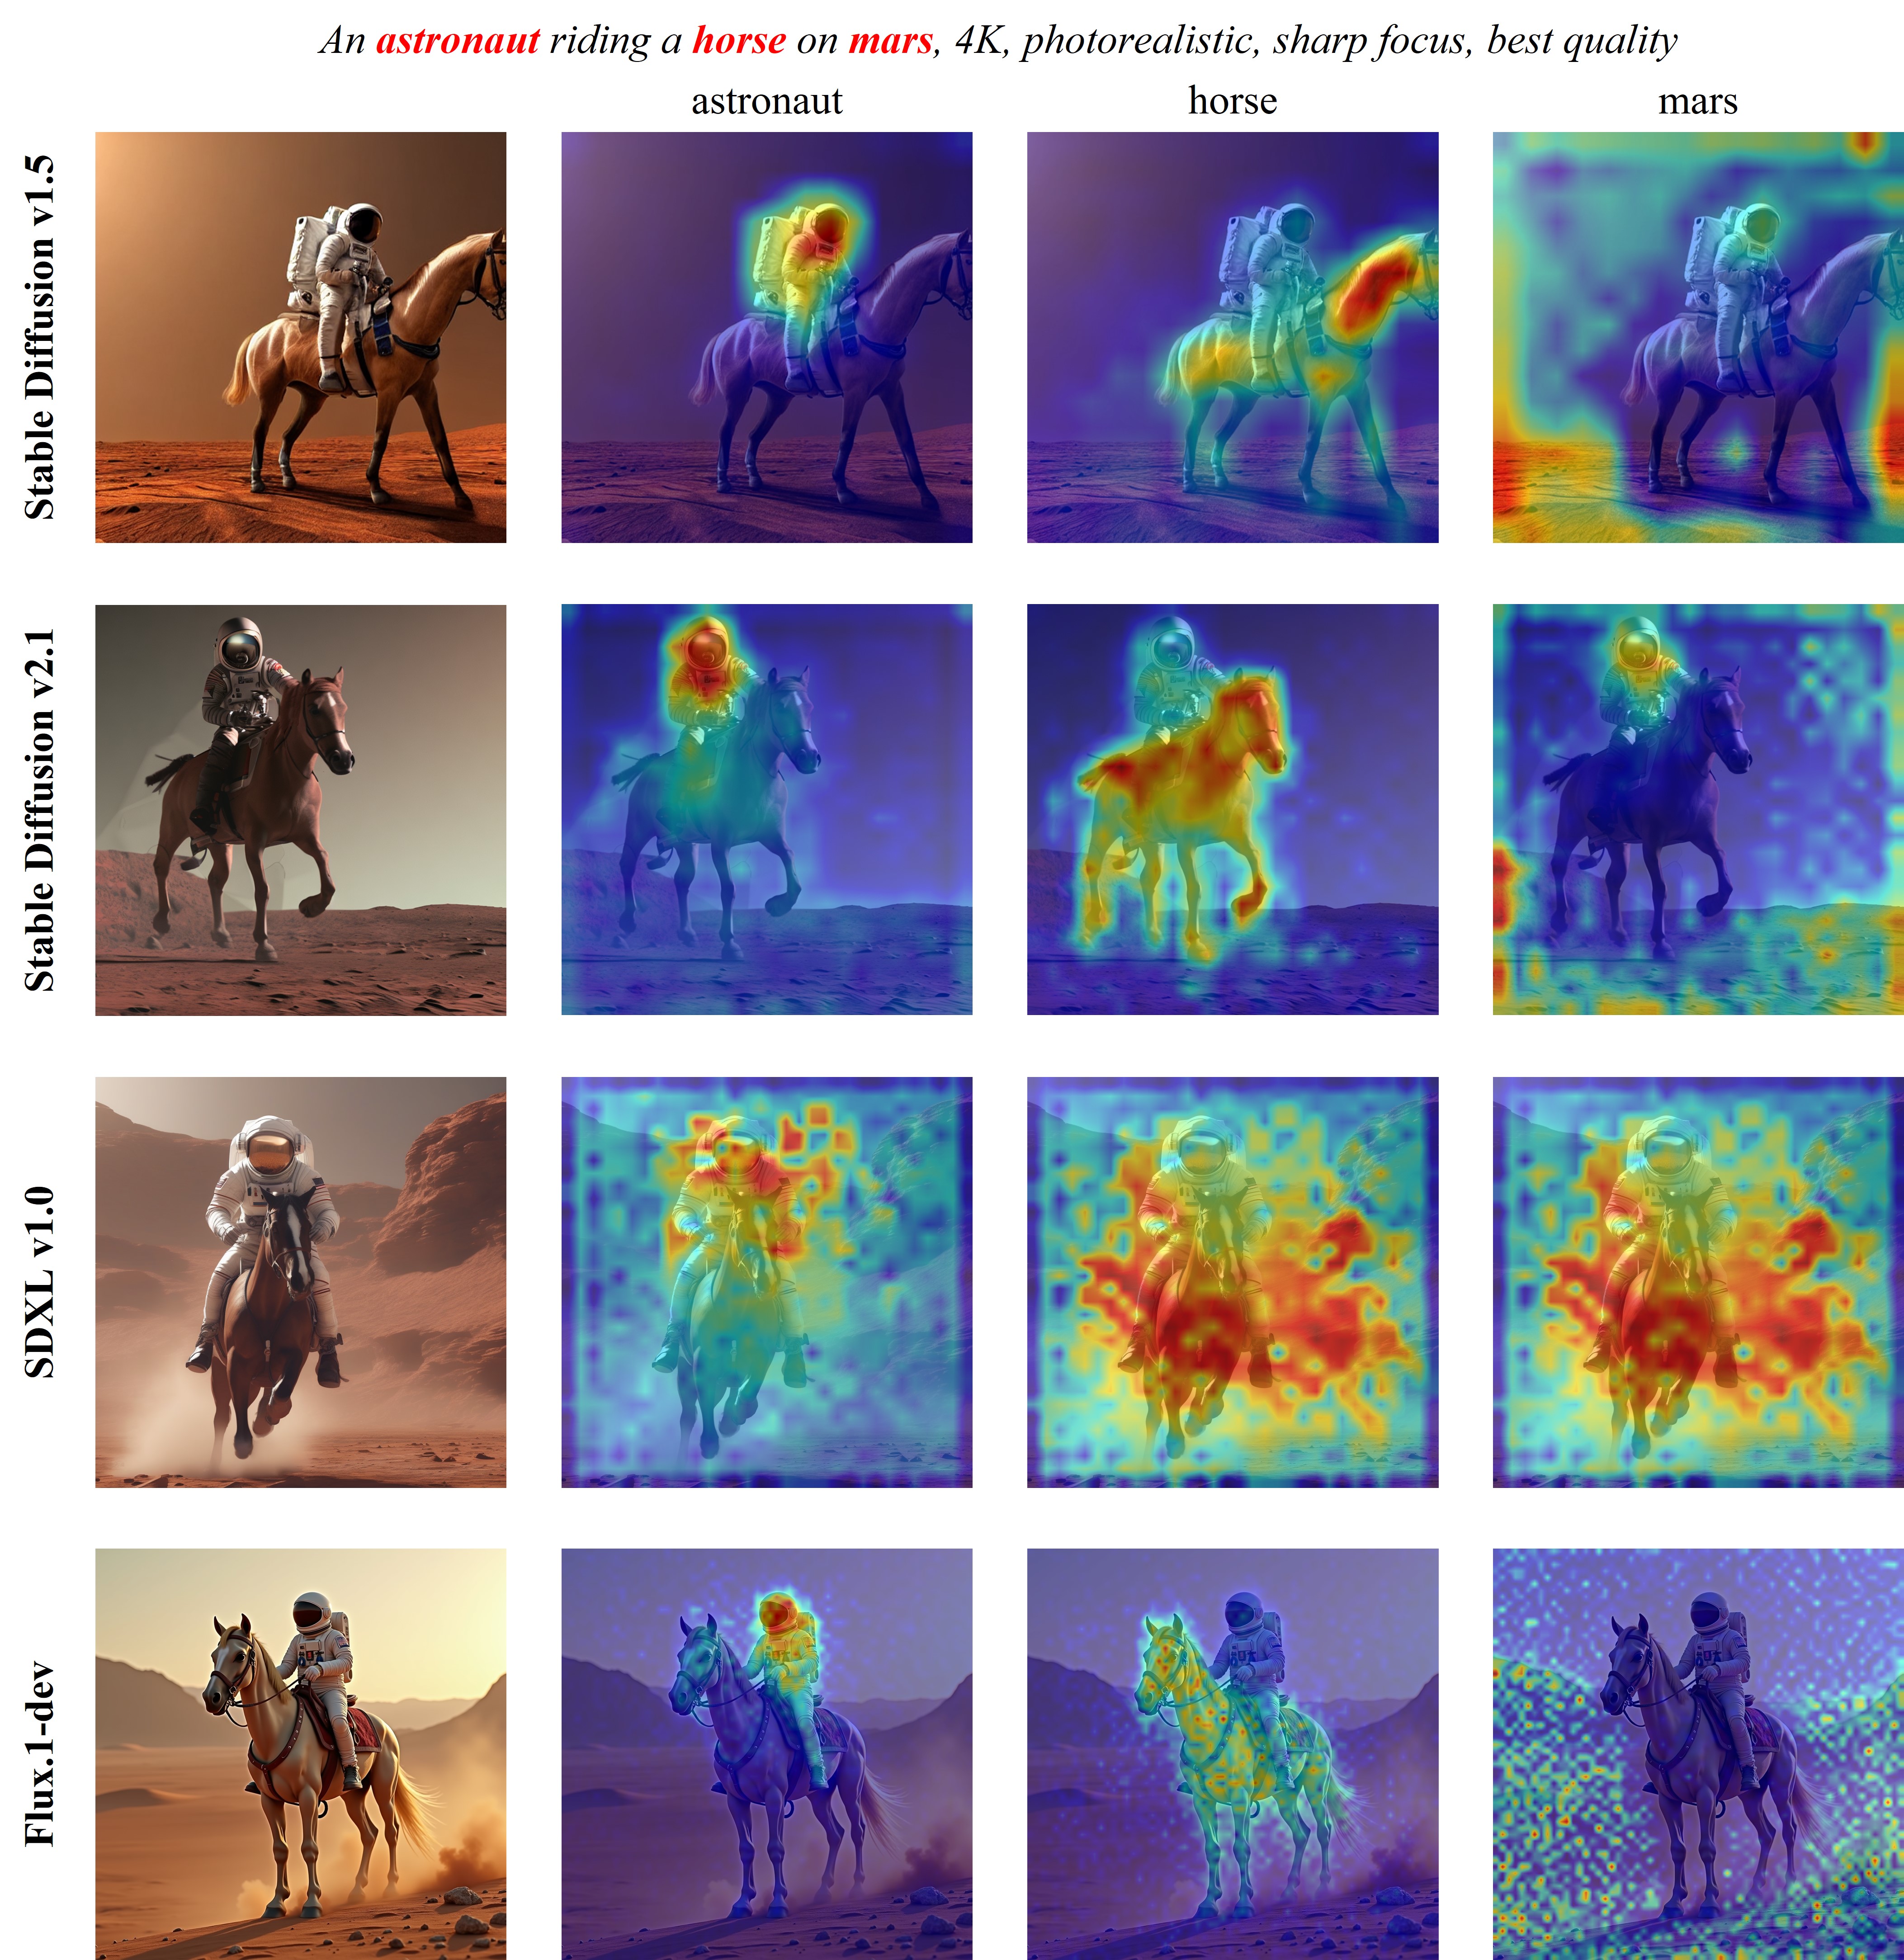 An astronaut riding a horse on mars, 4K, photorealistic, sharp focus, best quality
astronaut horse mars
Stable Diffusion v1.5
Stable Diffusion v2.1
SDXL v1.0
Flux.1-dev